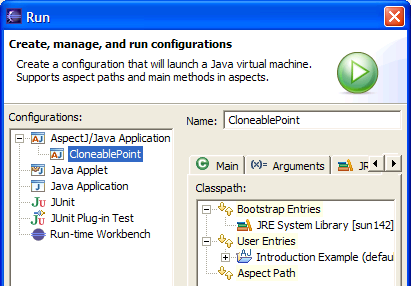 Run
Create, manage, and run configurations
Create a configuration that will launch a Java virtual machine.
Supports aspect paths and main methods in aspects.
Configurations:
AspectJ/Java Application
CloneablePoint
Java Applet
Java Application
JUnit
JUnit Plug-in Test
Run-time Workbench
Name: CloneablePoint
Main (x)= Arguments JR
Classpath:
Bootstrap Entries
JRE System Library [sun142]
User Entries
Introduction Example (defau
Aspect Path